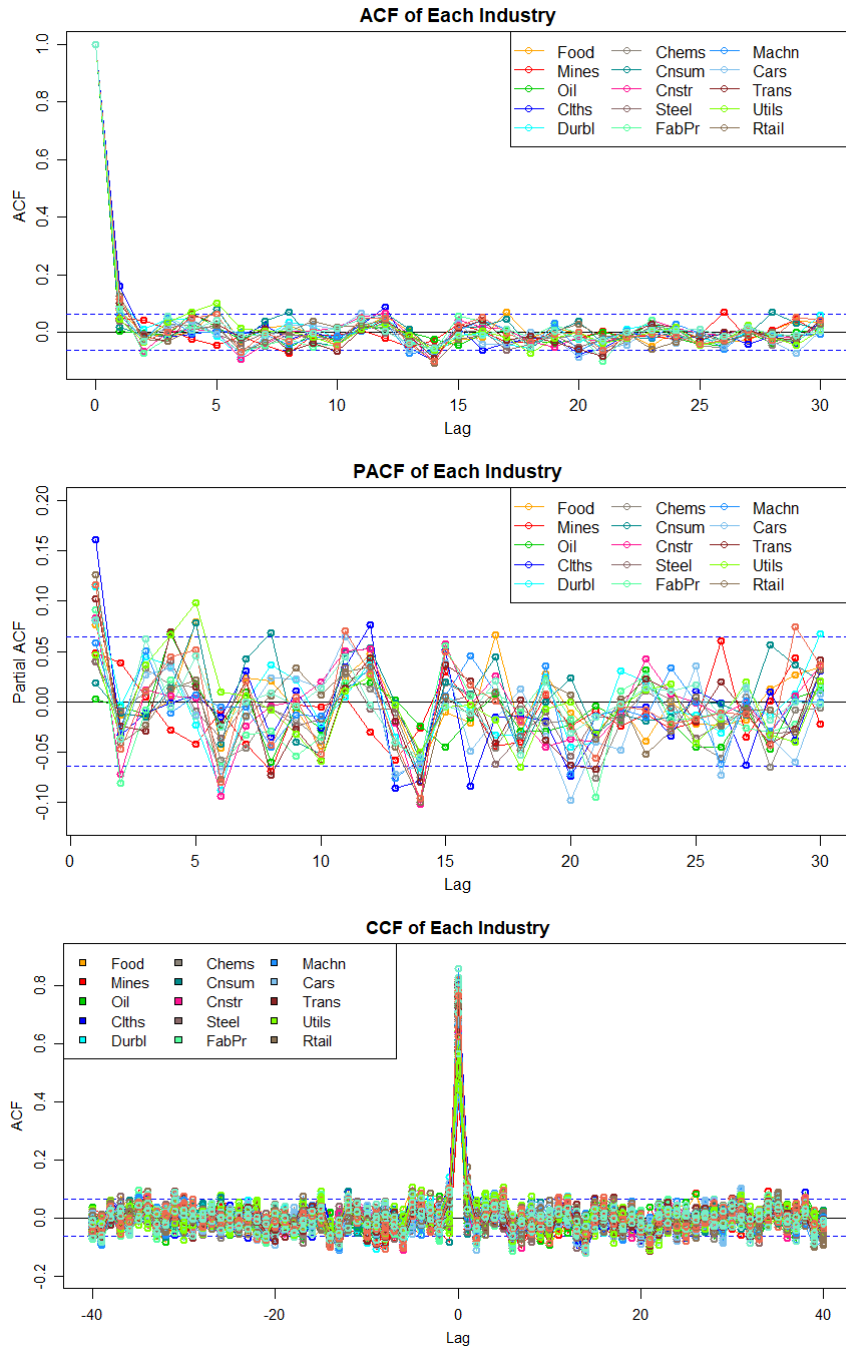 ACF of Each Industry
Food Chems Machn
Mines Cnsum Cars
Oil Cnstr Trans
Clths Steel Utils
Durbl FabPr Rtail
ACF
1.0
0.8
0.6
0.4
0.2
0.0
0 5 10 15 20 25 30
Lag
PACF of Each Industry
Food Chems Machn
Mines Cnsum Cars
Oil Cnstr Trans
Clths Steel Utils
Durbl FabPr Rtail
Partial ACF
0.20
0.15
0.10
0.05
0.00
-0.05
-0.10
0 5 10 15 20 25 30
Lag
CCF of Each Industry
Food Chems Machn
Mines Cnsum Cars
Oil Cnstr Trans
Clths Steel Utils
Durbl FabPr Rtail
ACF
0.8
0.6
0.4
0.2
0.0
-0.2
-40 -20 0 20 40
Lag